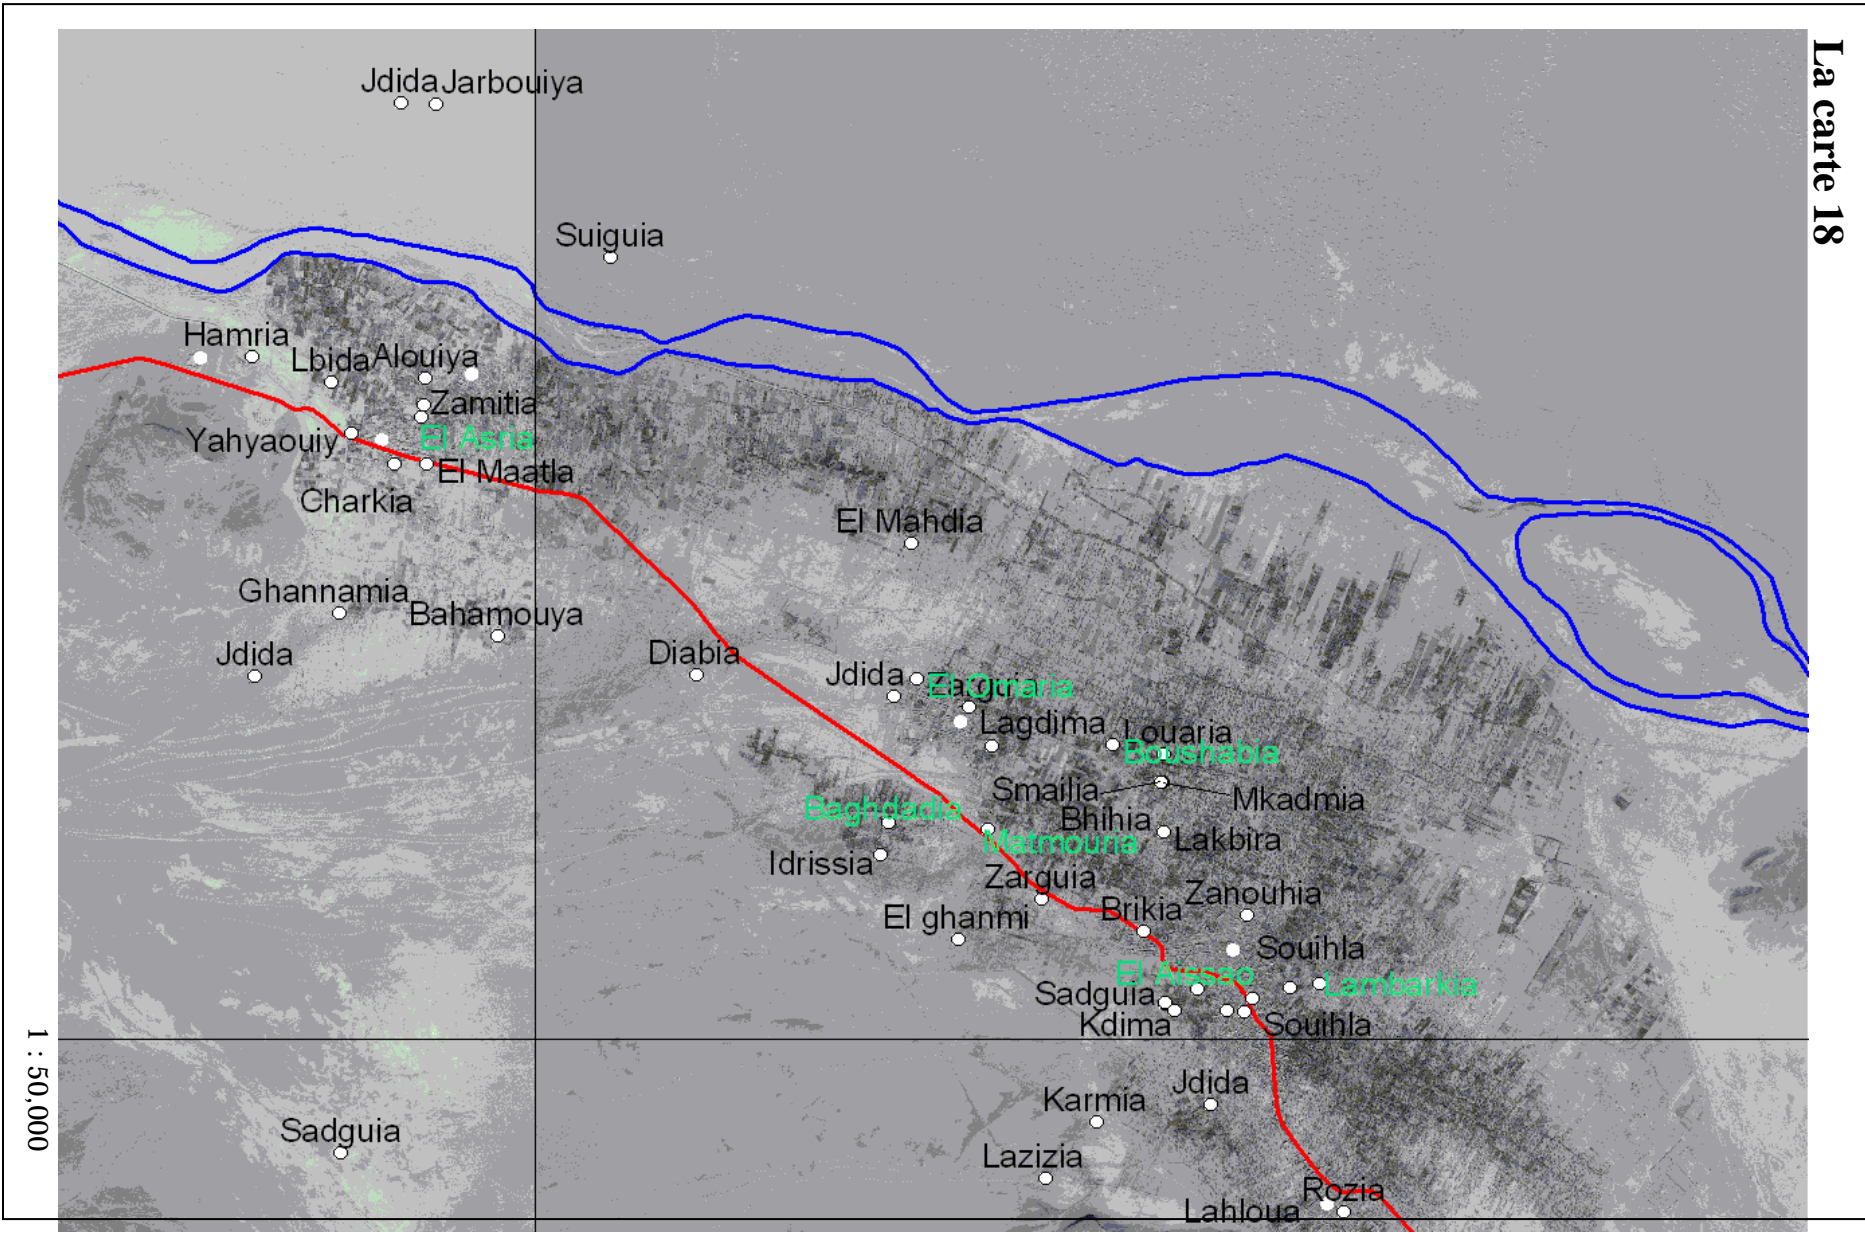 La carte 18
Jdida Jarbouiya
Suiguia
Hamria
Lbida Alouiya
Zamitia
Yahyaouiy
El Asria
El Maatla
Gharkia
El Mahdia
Ghannamia
Bahamouya
Jdida
Diabia
Jdida
El Omaria
Lagdima
Louaria
Boushabia
Smailia
Mkadmia
Baghdadia
Bhihia
Lakbira
Matmouria
Idrissia
Zarguia
Zanouhia
El ghanmi
Brikia
Souihla
El Aissao
Lambarkia
Sadguia
Kdima
Souihla
Jdida
Karmia
Sadguia
Lazizia
Rozia
Lahloua
1 : 50,000